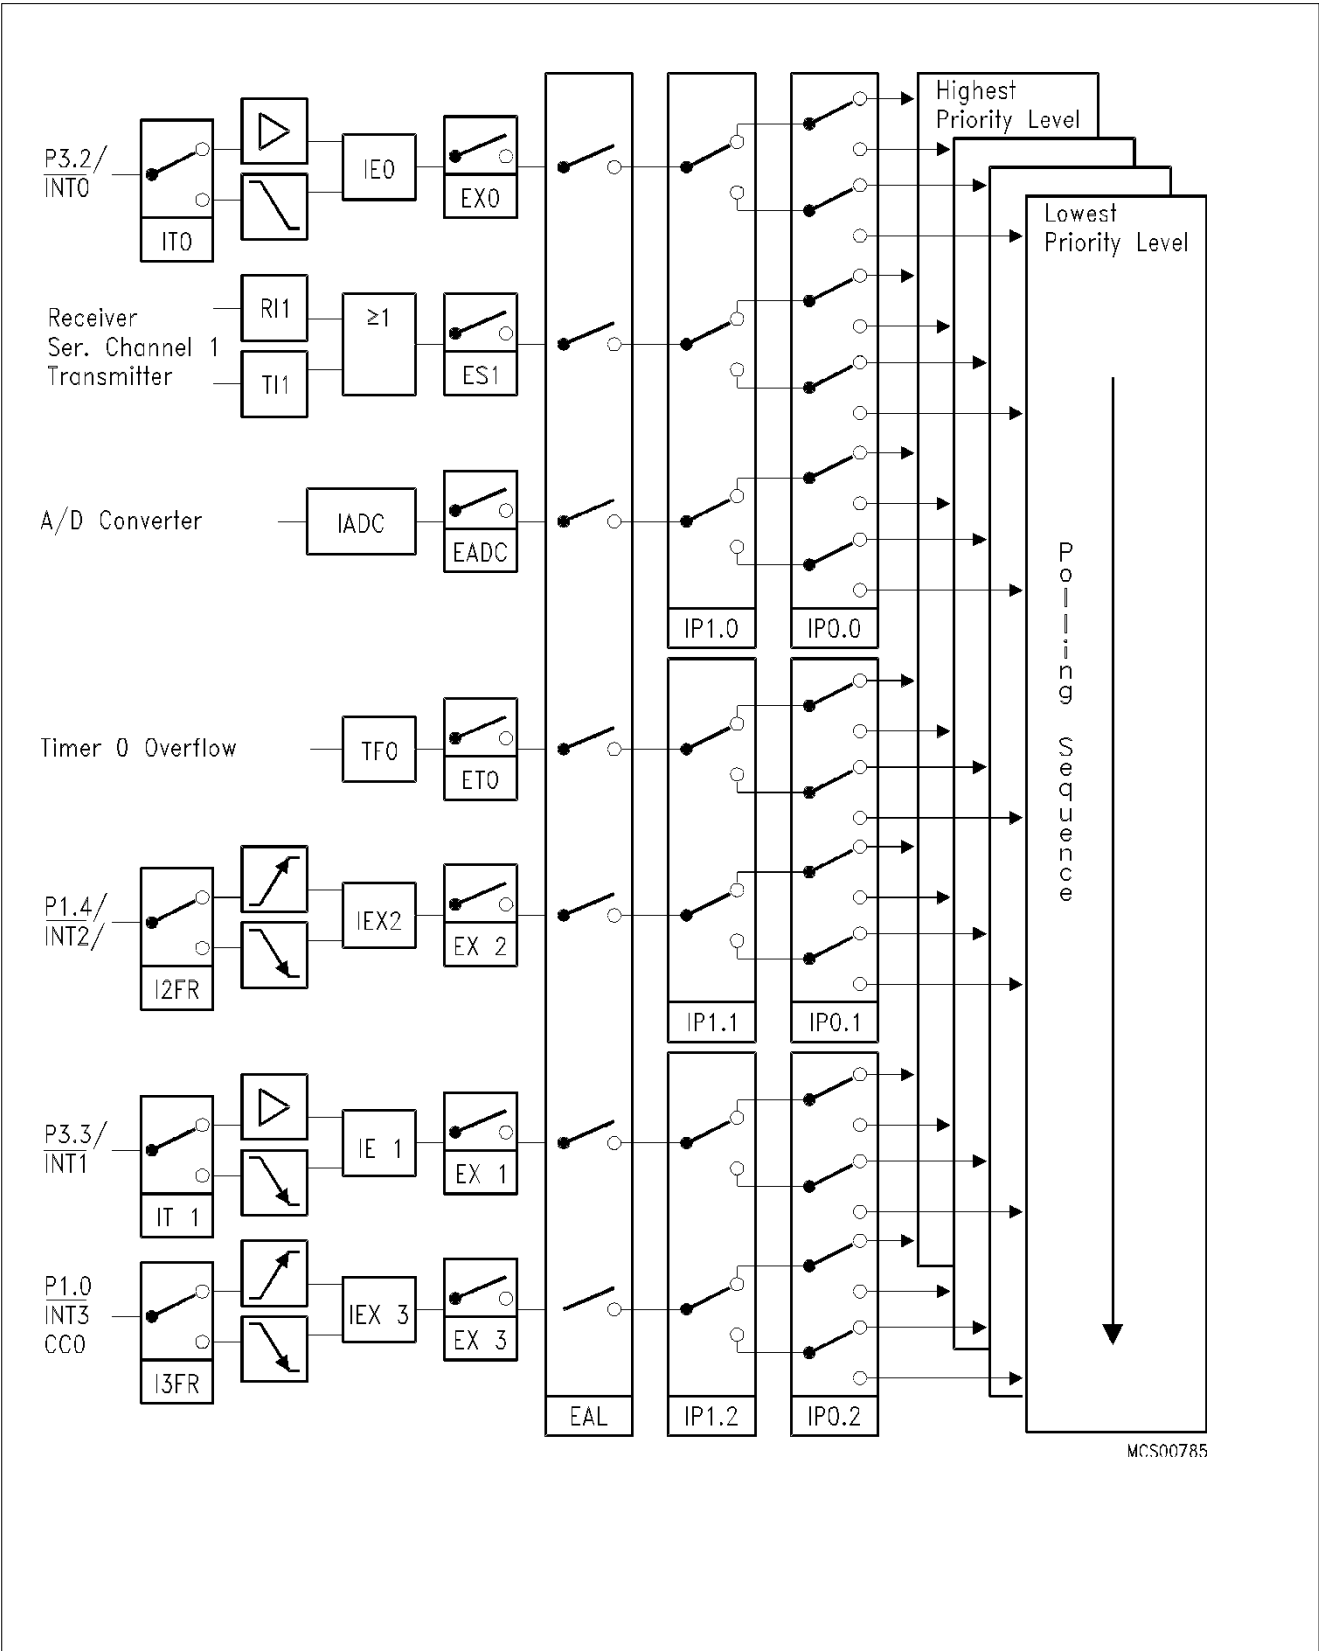 Highest
Priority Level
Lowest
Priority Level
P3.2/
INT0
IT0
IE0
EX0
Receiver
Ser. Channel 1
Transmitter
RI1
TI1
≥1
ES1
A/D Converter
IADC
EADC
IP1.0
IP0.0
Timer 0 Overflow
TF0
ET0
P1.4/
INT2/
I2FR
IEX2
EX 2
IP1.1
IP0.1
P3.3/
INT1
IT 1
IE 1
EX 1
P1.0
INT3
CC0
I3FR
IEX 3
EX 3
EAL
IP1.2
IP0.2
Polling Sequence
MCS00785